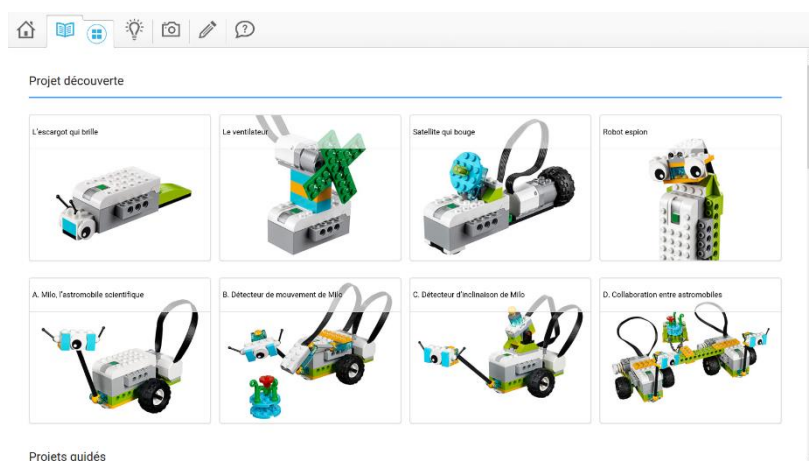 Projet découverte
L'escargot qui brille
Le ventilateur
Satellite qui bouge
Robot espion
A. Milo, l'astromobile scientifique
B. Détecteur de mouvement de Milo
C. Détecteur d'inclinaison de Milo
D. Collaboration entre astromobiles
Projets guidés